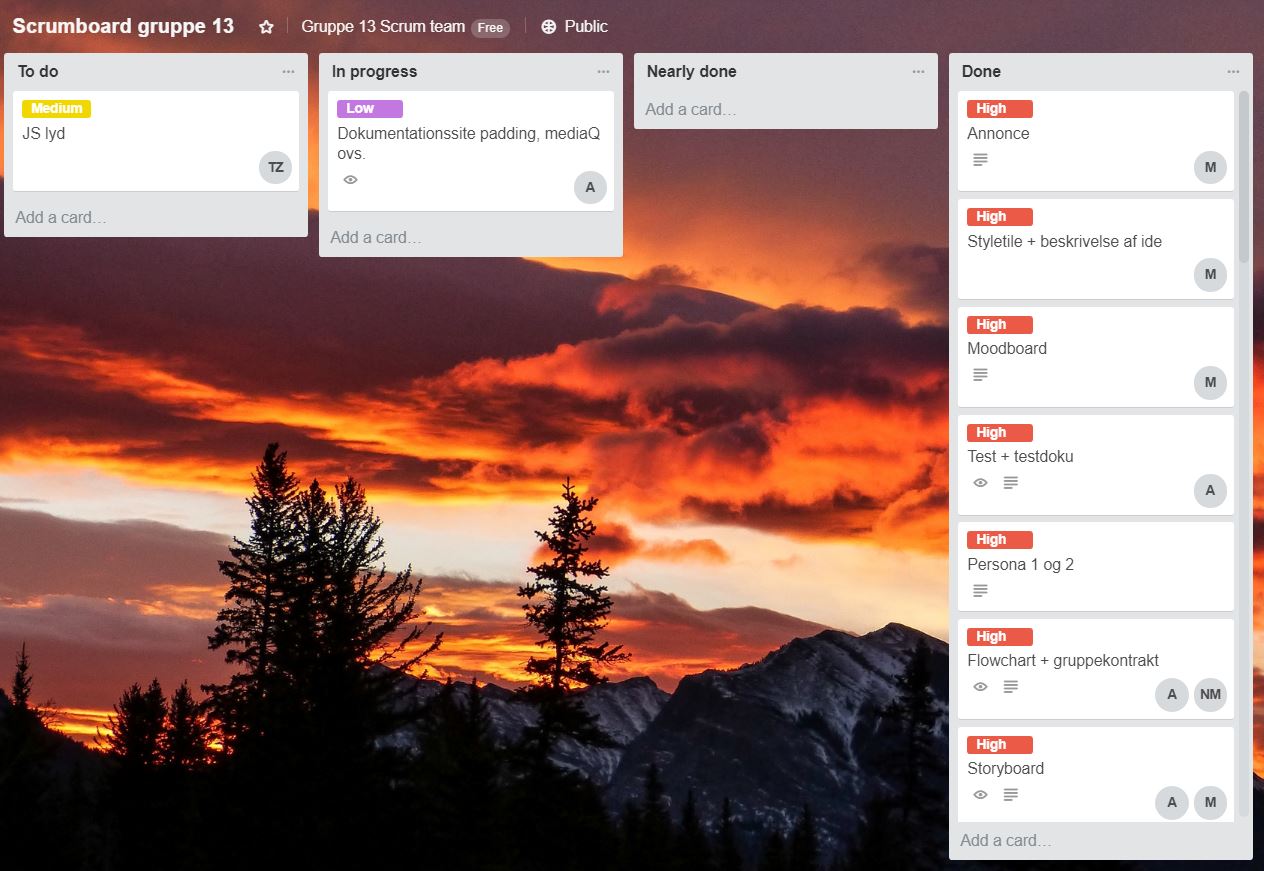 Scrumboard gruppe 13
Gruppe 13 Scrum team Free
Public
To do
Medium
JS lyd
TZ
Add a card…
In progress
Low
Dokumentationssite padding, mediaQ
ovs.
A
Add a card…
Nearly done
Add a card…
Done
High
Annonce
M
High
Styletile + beskrivelse af ide
M
High
Moodboard
M
High
Test + testdoku
A
High
Persona 1 og 2
High
Flowchart + gruppekontrakt
A NM
High
Storyboard
A M
Add a card…